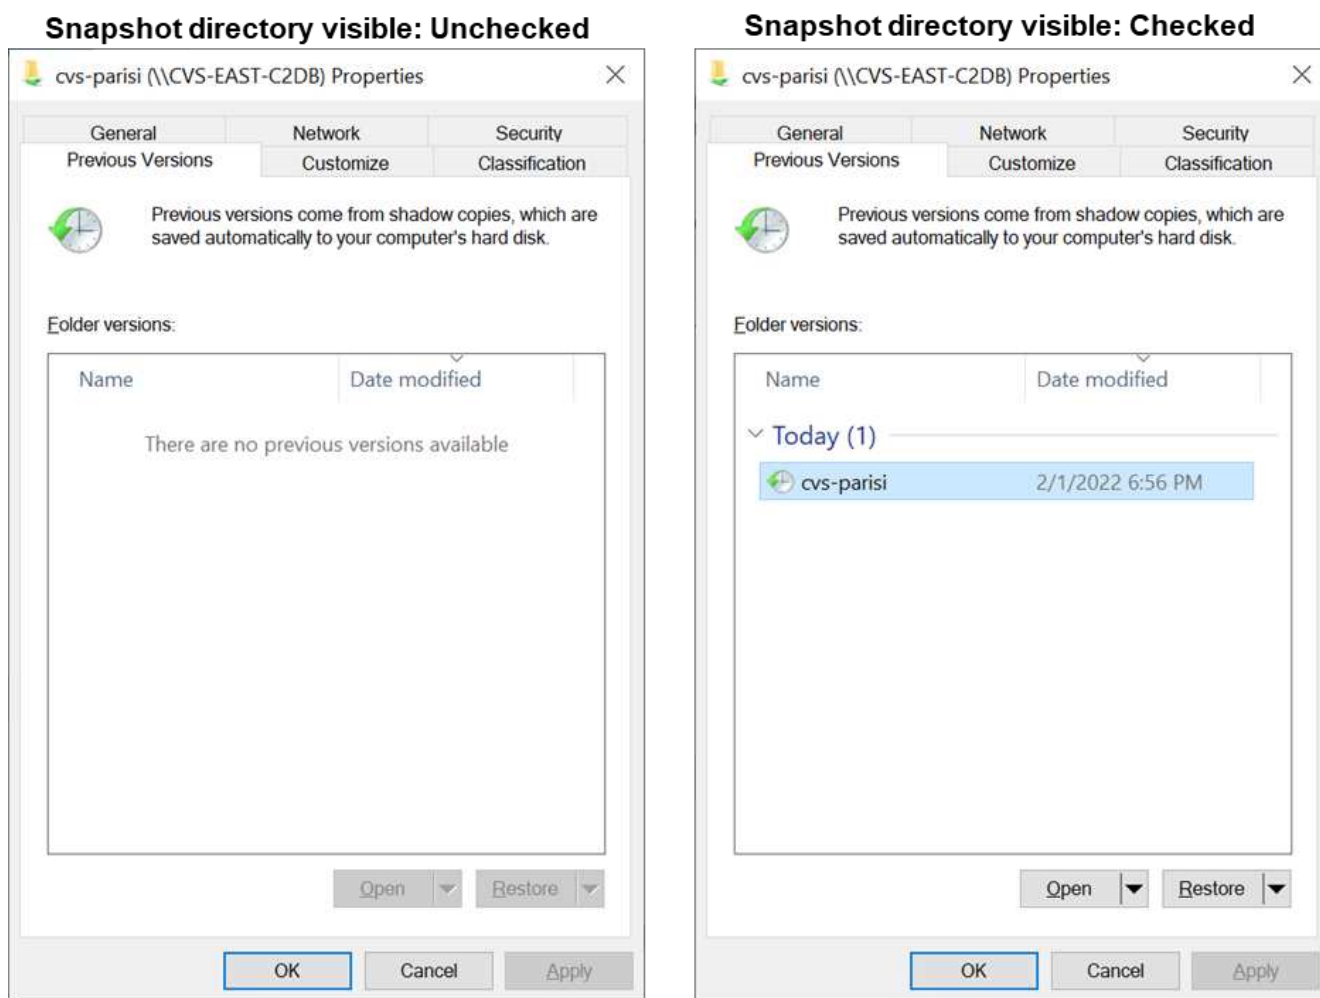 Snapshot directory visible: Unchecked
cvs-parisi (\\CVS-EAST-C2DB) Properties
General Network Security
Previous Versions Customize Classification
Previous versions come from shadow copies, which are
saved automatically to your computer's hard disk.
Folder versions:
Name Date modified
There are no previous versions available
Open Restore
OK Cancel Apply
Snapshot directory visible: Checked
cvs-parisi (\\CVS-EAST-C2DB) Properties
General Network Security
Previous Versions Customize Classification
Previous versions come from shadow copies, which are
saved automatically to your computer's hard disk.
Folder versions:
Name Date modified
Today (1)
cvs-parisi 2/1/2022 6:56 PM
Open Restore
OK Cancel Apply